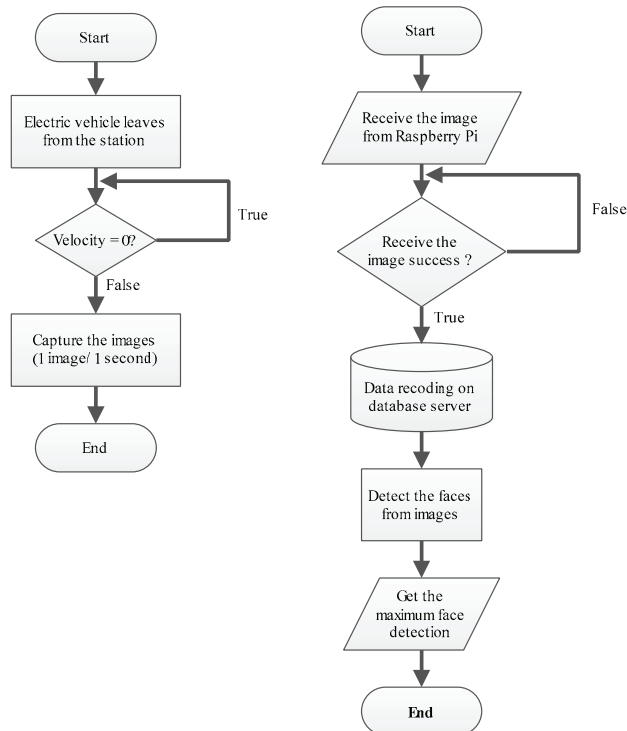 Start
Electric vehicle leaves
from the station
Velocity = 0?
True
False
Capture the images
(1 image/ 1 second)
End
Start
Receive the image
from Raspberry Pi
Receive the
image success ?
False
True
Data recoding on
database server
Detect the faces
from images
Get the
maximum face
detection
End